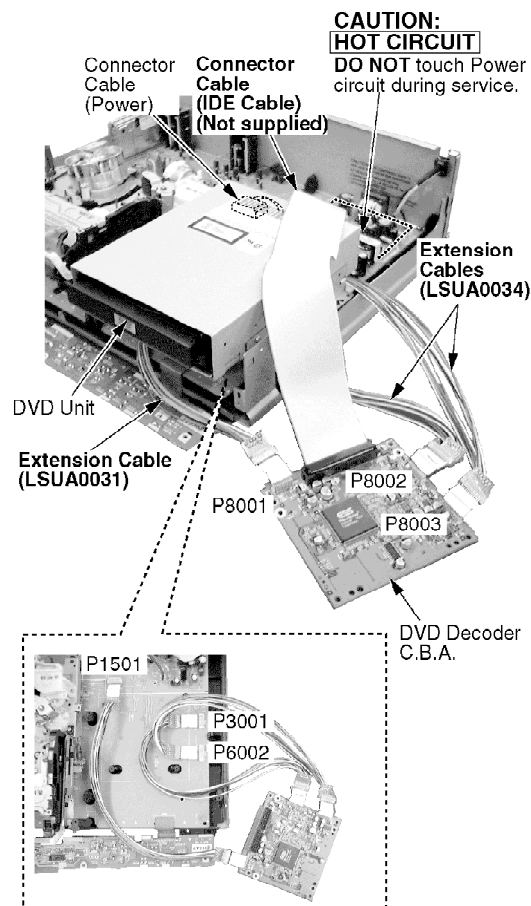 CAUTION:
HOT CIRCUIT
DO NOT touch Power
circuit during service.
Connector
Cable
(Power)
Connector
Cable
(IDE Cable)
(Not supplied)
Extension
Cables
(LSUA0034)
DVD Unit
Extension Cable
(LSUA0031)
P8001
P8002
P8003
DVD Decoder
C.B.A.
P1501
P3001
P6002